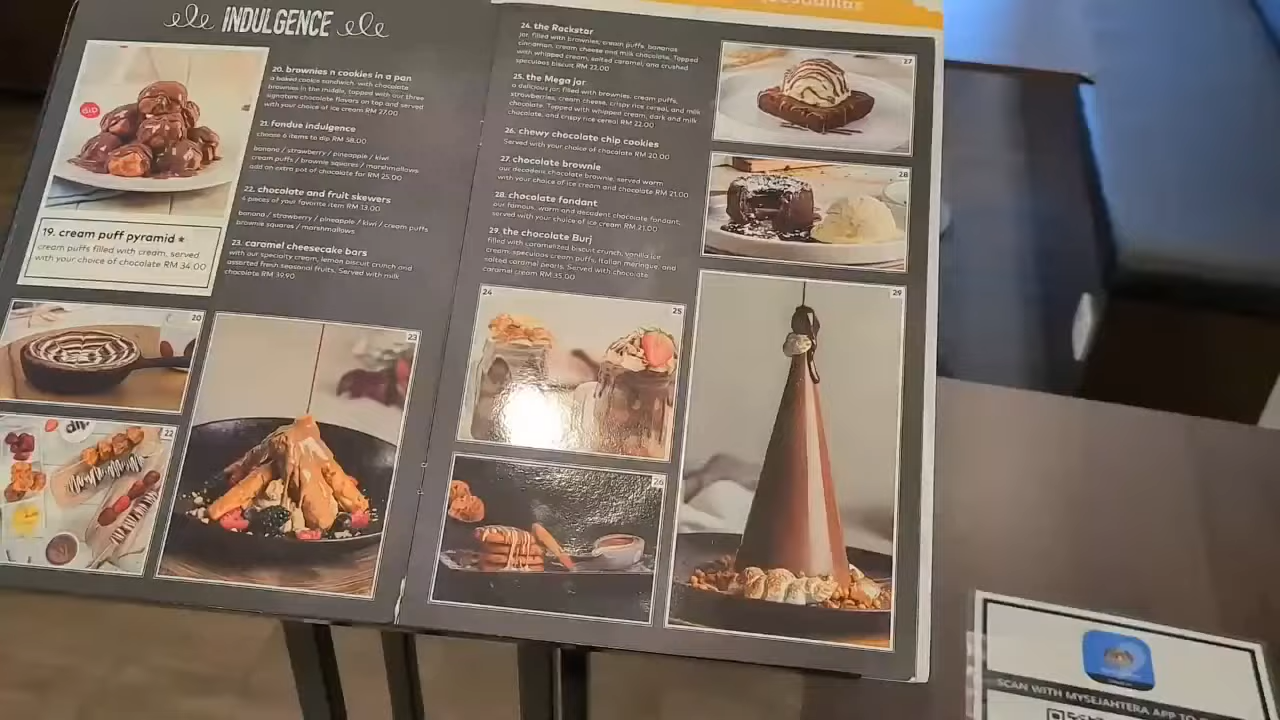 INDULGENCE
20. brownies n cookies in a pan
a baked cookie sandwich with chocolate
brownies in the middle, topped with our three
signature chocolate flavors on top and served
with your choice of ice cream RM 27.00
21. fondue indulgence
choose 6 items to dip RM 58.00
banana / strawberry / pineapple / kiwi
cream puffs / brownie squares / marshmallows
add an extra pot of chocolate for RM 25.00
22. chocolate and fruit skewers
6 pieces of your favorite item RM 13.00
banana / strawberry / pineapple / kiwi / cream puffs
brownie squares / marshmallows
23. caramel cheesecake bars
with our specialty cream, lemon biscuit crunch and
assorted fresh seasonal fruits. Served with milk
chocolate RM 39.90
19. cream puff pyramid ★
cream puffs filled with cream, served
with your choice of chocolate RM 34.00
20
22
23
24. the Rockstar
jar filled with brownies, cream puffs, bananas
cinnamon, cream cheese and milk chocolate. Topped
with whipped cream, salted caramel, and crushed
speculoos biscuit RM 22.00
25. the Mega jar
a delicious jar, filled with brownies, cream puffs,
strawberries, cream cheese, crispy rice cereal, and milk
chocolate. Topped with whipped cream, dark and milk
chocolate, and crispy rice cereal RM 22.00
26. chewy chocolate chip cookies
Served with your choice of chocolate RM 20.00
27. chocolate brownie
our decadent chocolate brownie, served warm
with your choice of ice cream and chocolate RM 21.00
28. chocolate fondant
our famous, warm and decadent chocolate fondant,
served with your choice of ice cream RM 21.00
29. the chocolate Burj
filled with caramelized biscuit crunch, vanilla ice
cream, speculoos cream puffs, Italian meringue, and
salted caramel pearls. Served with chocolate
caramel cream RM 35.00
24
25
26
27
28
29
SCAN WITH MYSEJAHTERA APP TO